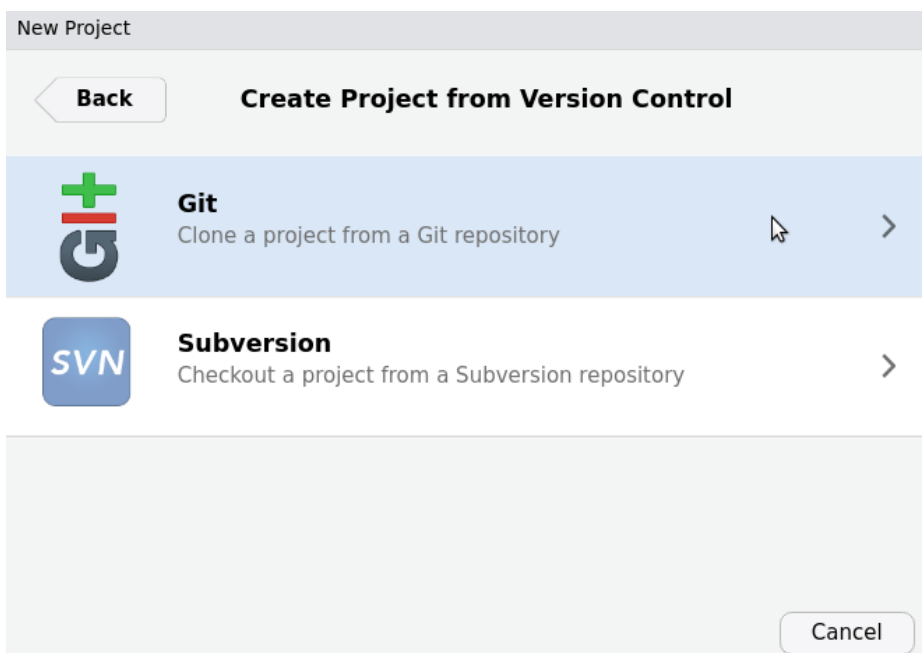 New Project
Back
Create Project from Version Control
Git
Clone a project from a Git repository
SVN
Subversion
Checkout a project from a Subversion repository
Cancel